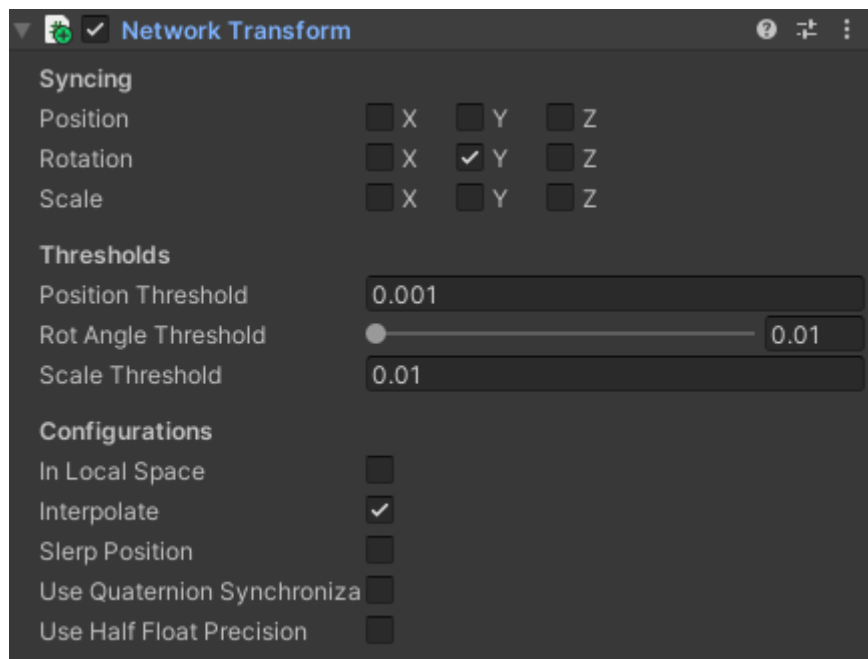 Network Transform
Syncing
Position X Y Z
Rotation X Y Z
Scale X Y Z
Thresholds
Position Threshold 0.001
Rot Angle Threshold 0.01
Scale Threshold 0.01
Configurations
In Local Space
Interpolate
Slerp Position
Use Quaternion Synchroniza
Use Half Float Precision